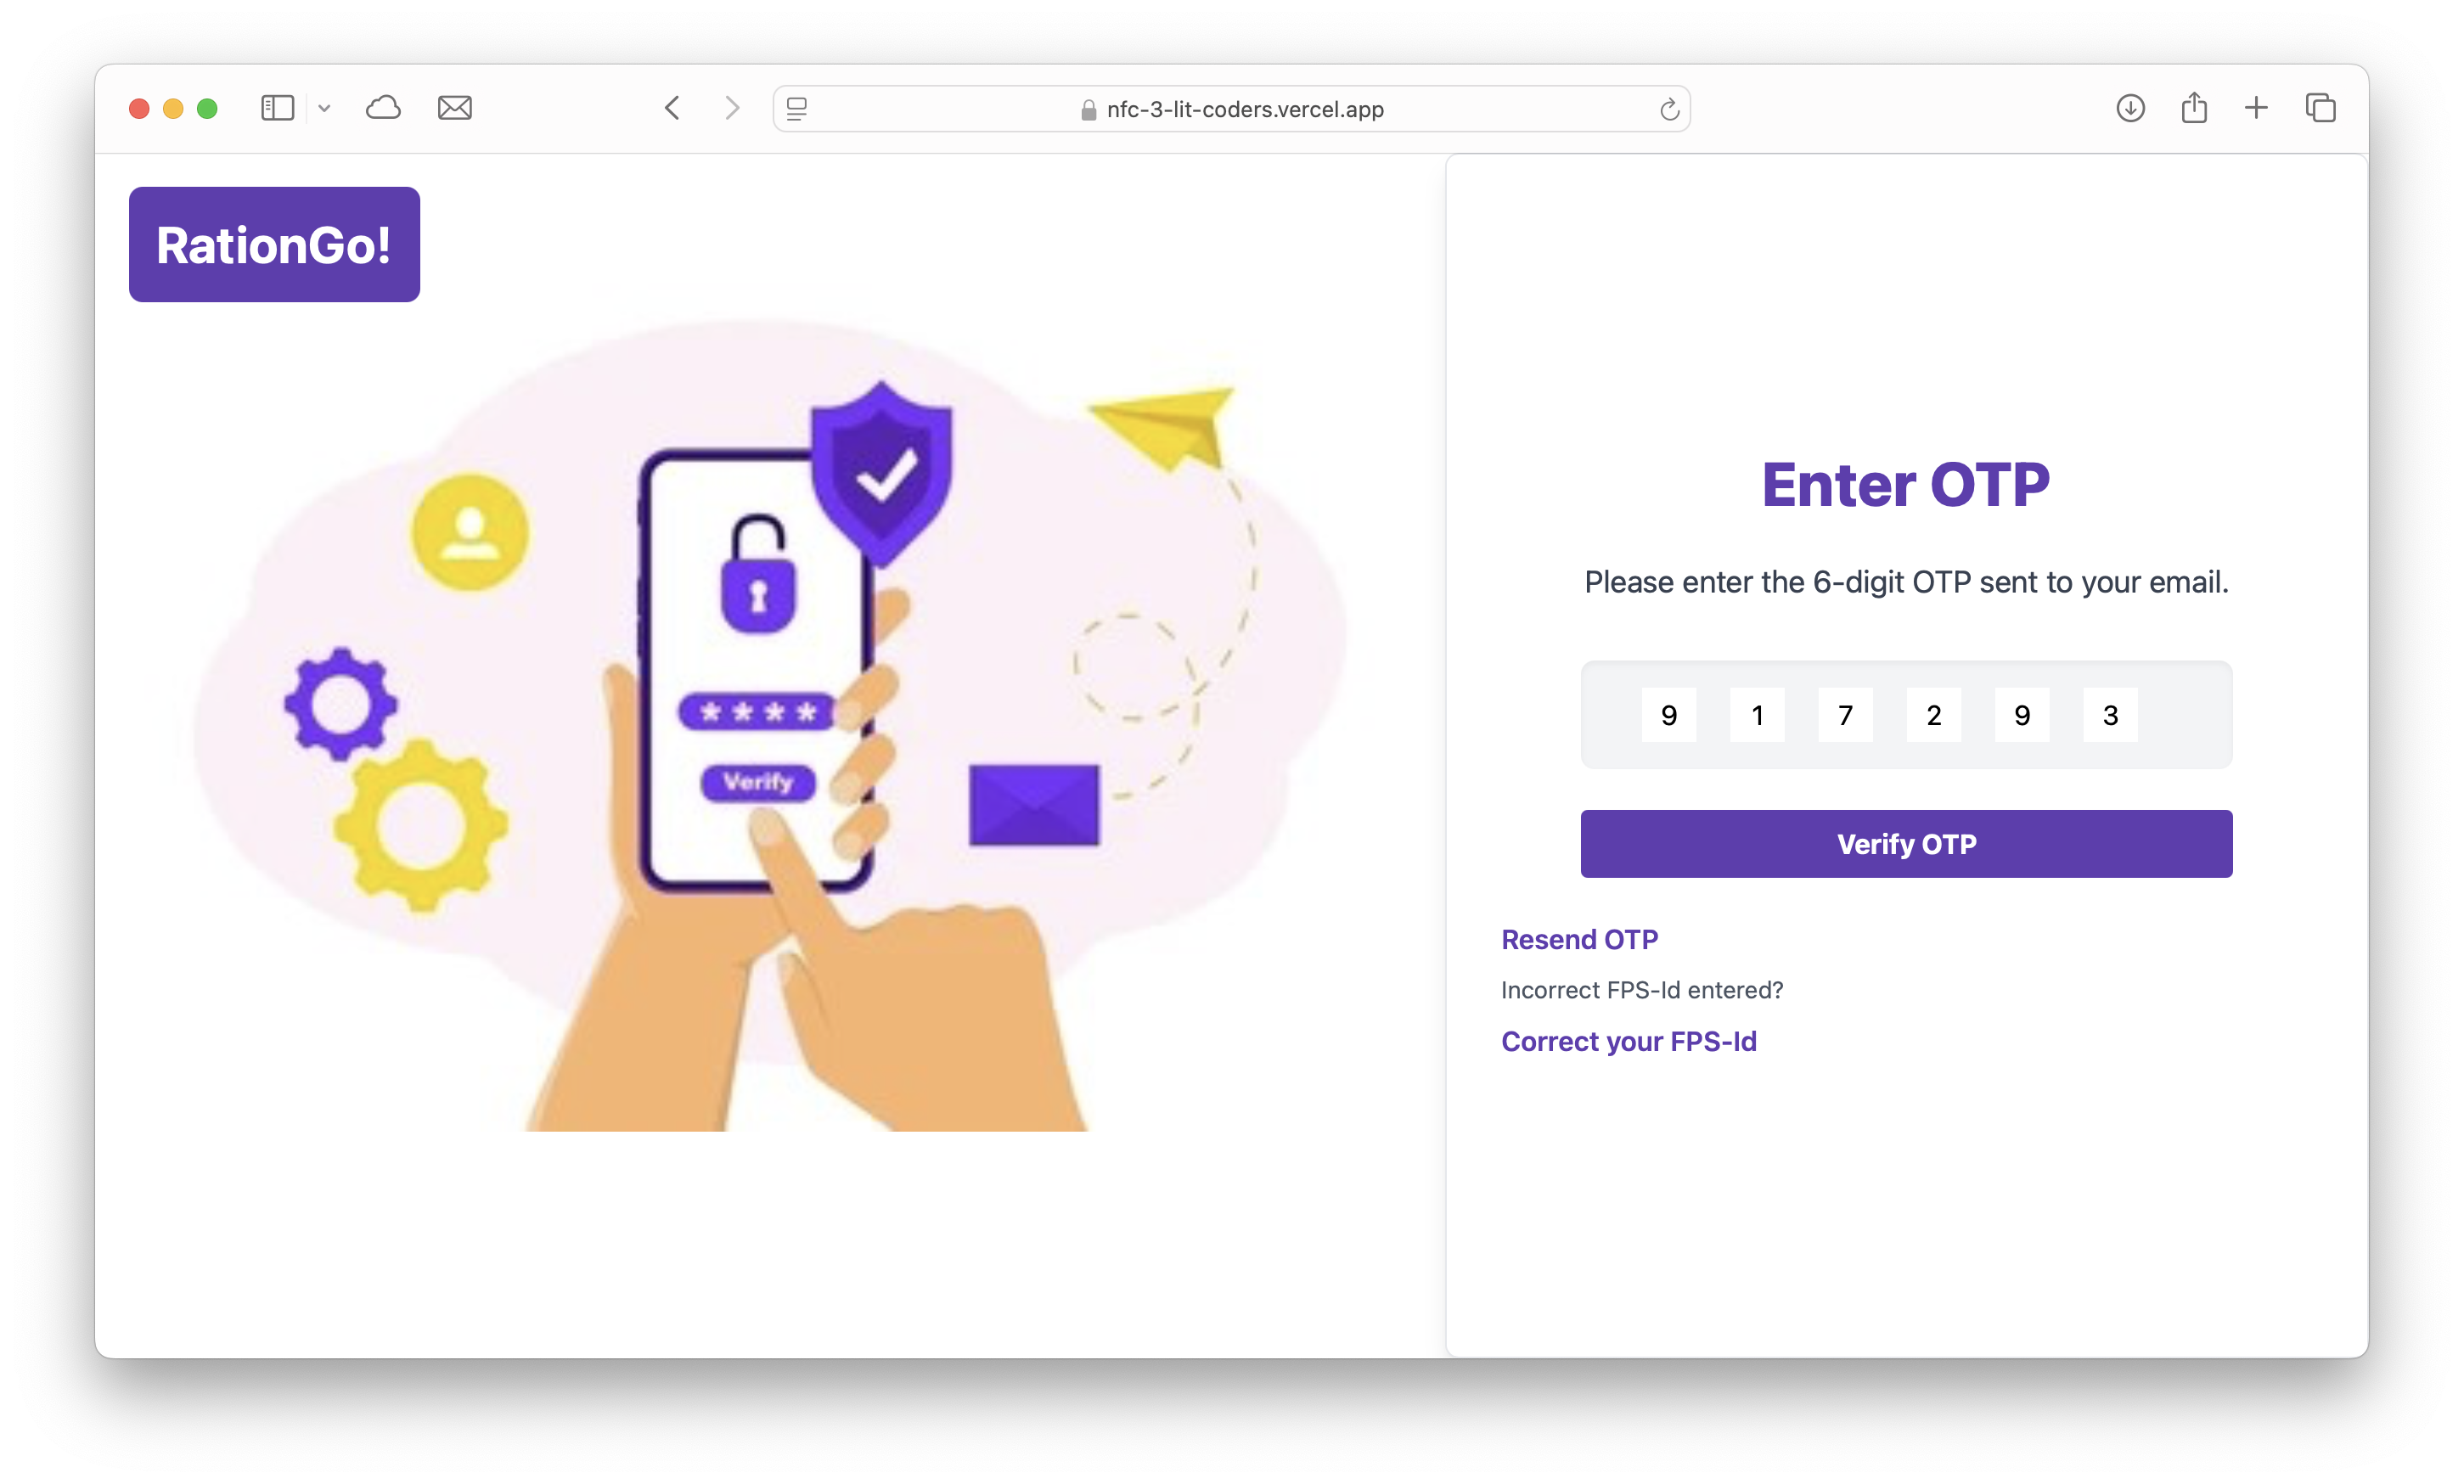 nfc-3-lit-coders.vercel.app
RationGo!
* * * *
Verify
Enter OTP
Please enter the 6-digit OTP sent to your email.
9 1 7 2 9 3
Verify OTP
Resend OTP
Incorrect FPS-Id entered?
Correct your FPS-Id